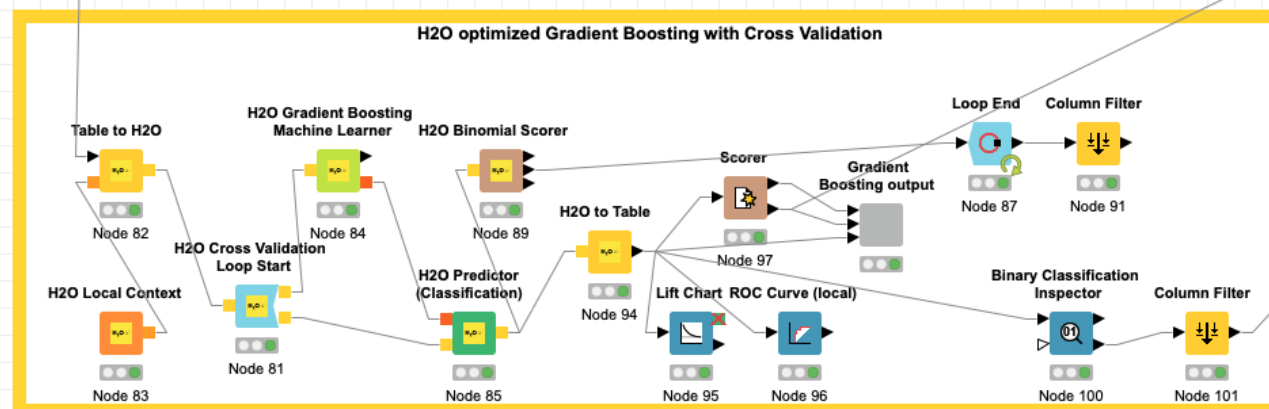 H2O optimized Gradient Boosting with Cross Validation
Table to H2O
Node 82
H2O Gradient Boosting
Machine Learner
Node 84
H2O Binomial Scorer
Node 89
Loop End
Node 87
Column Filter
Node 91
Scorer
Node 97
Gradient
Boosting output
H2O to Table
Node 94
H2O Cross Validation
Loop Start
Node 81
H2O Local Context
Node 83
H2O Predictor
(Classification)
Node 85
Lift Chart
Node 95
ROC Curve (local)
Node 96
Binary Classification
Inspector
01
Node 100
Column Filter
Node 101